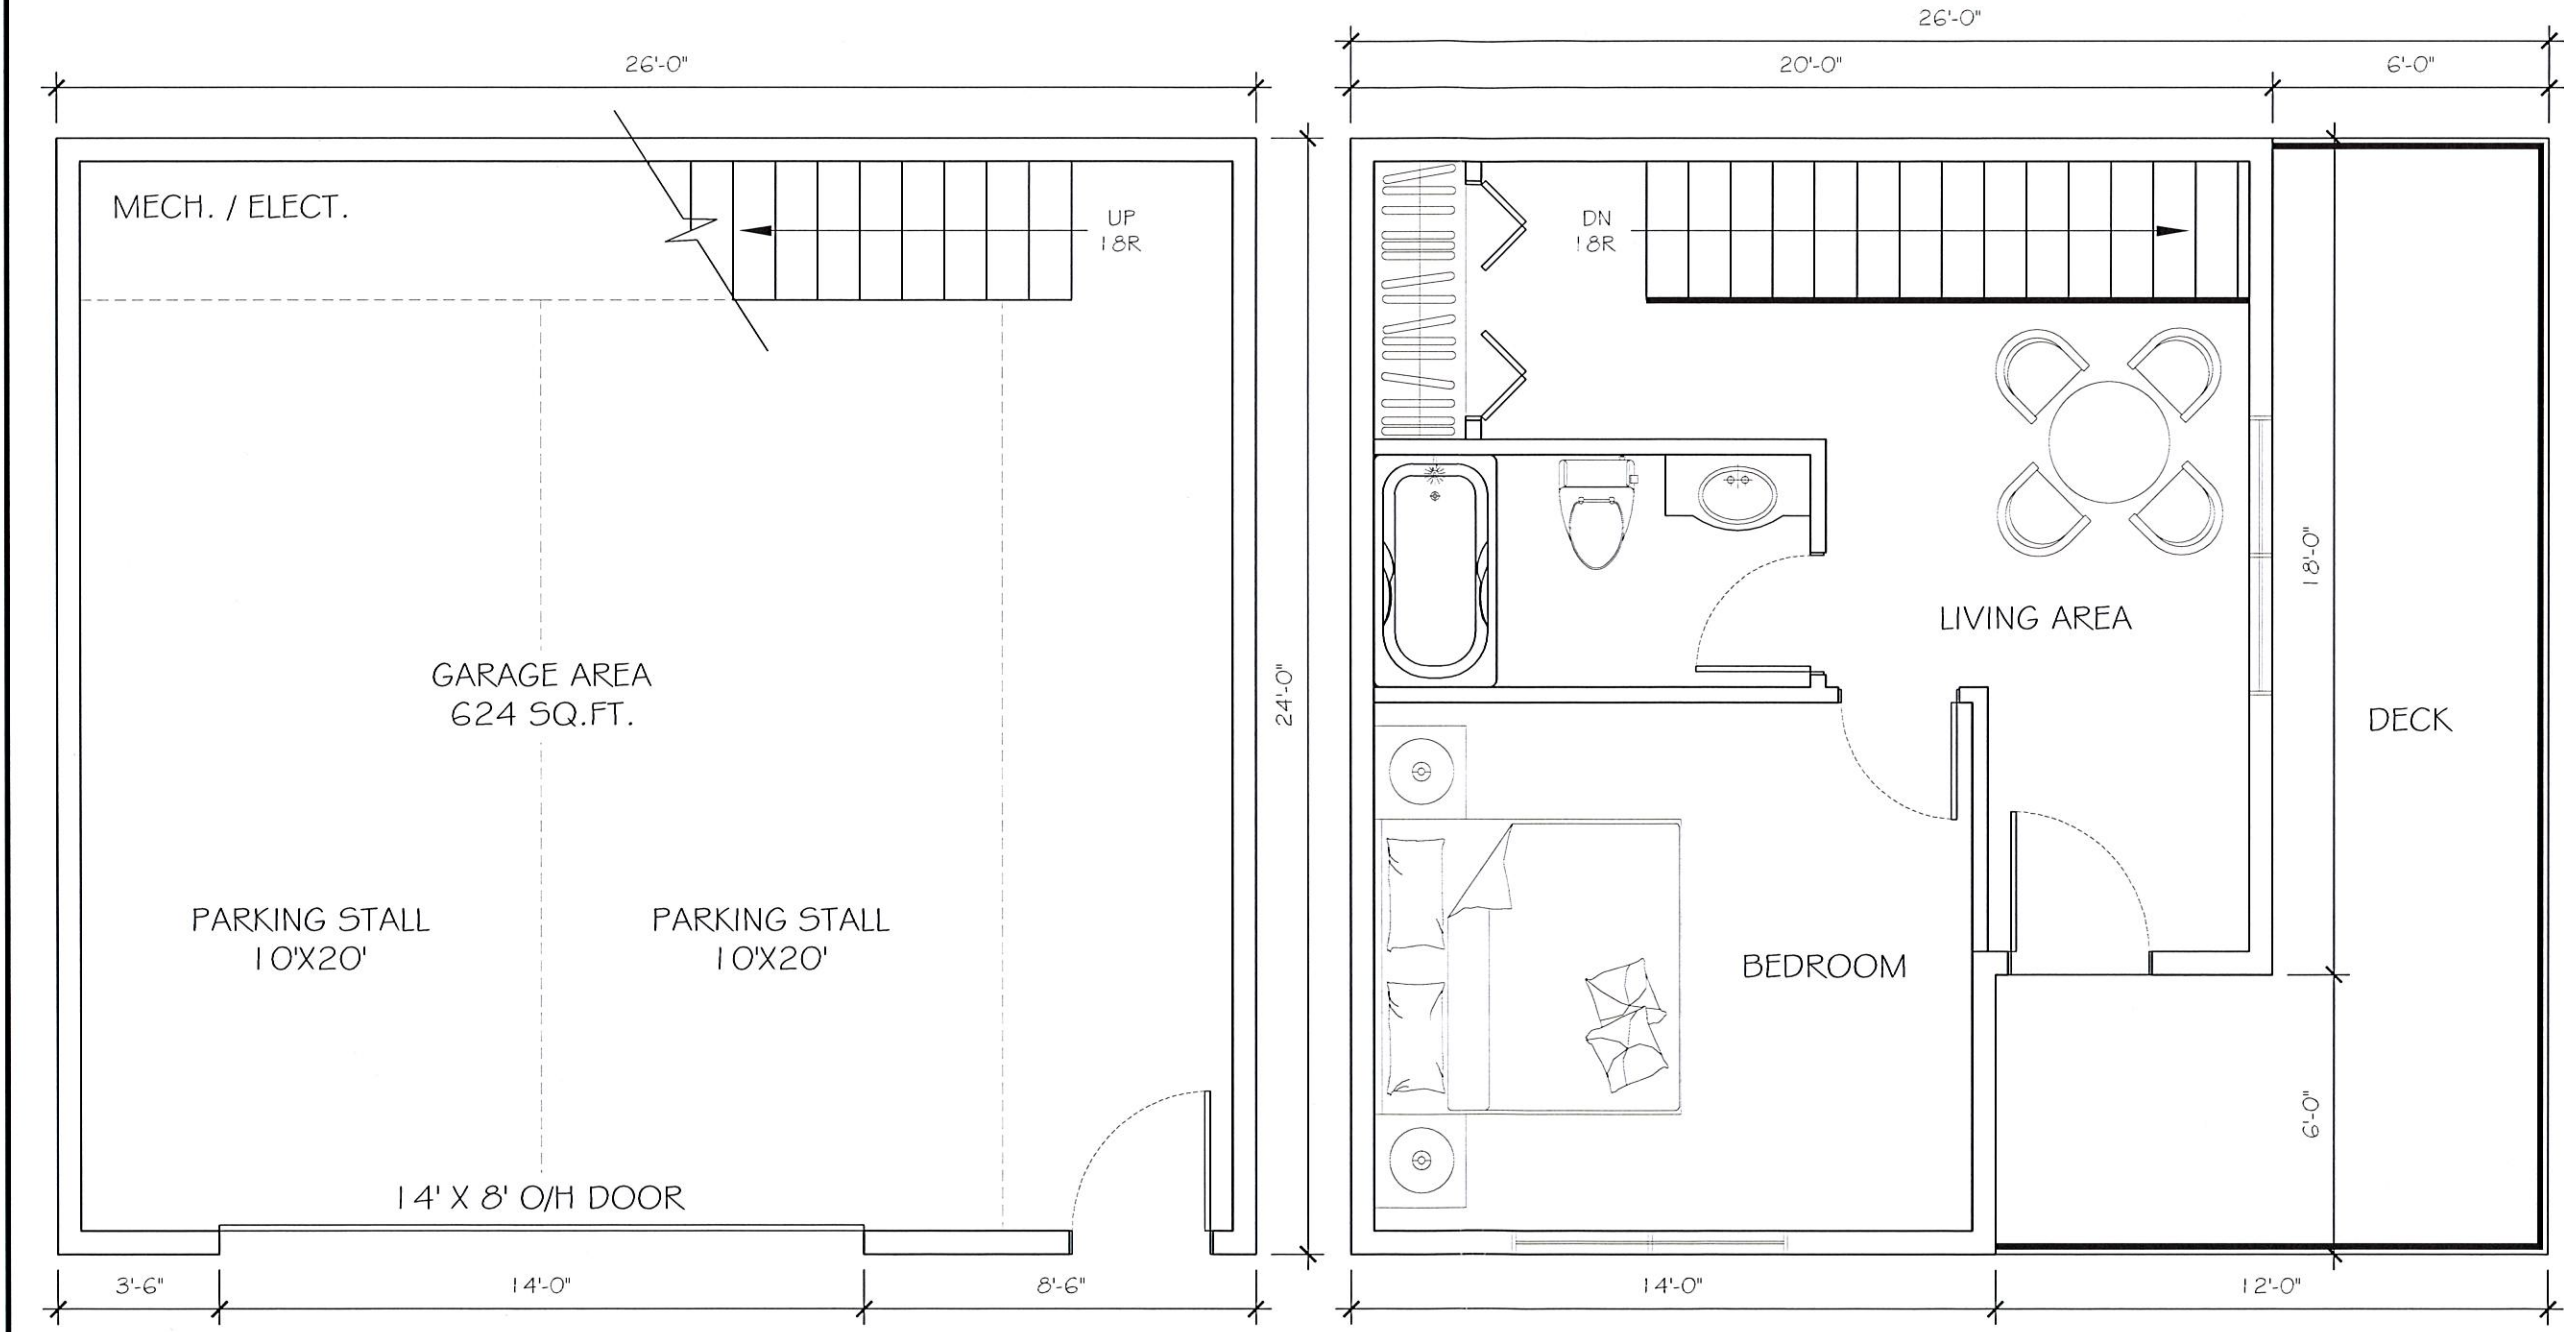 26'-0"
MECH. / ELECT.
UP
18R
GARAGE AREA
624 SQ.FT.
PARKING STALL
10'X20'
PARKING STALL
10'X20'
14' X 8' O/H DOOR
3'-6"
14'-0"
8'-6"
24'-0"
26'-0"
20'-0"
6'-0"
DN
18R
LIVING AREA
18'-0"
DECK
BEDROOM
6'-0"
14'-0"
12'-0"